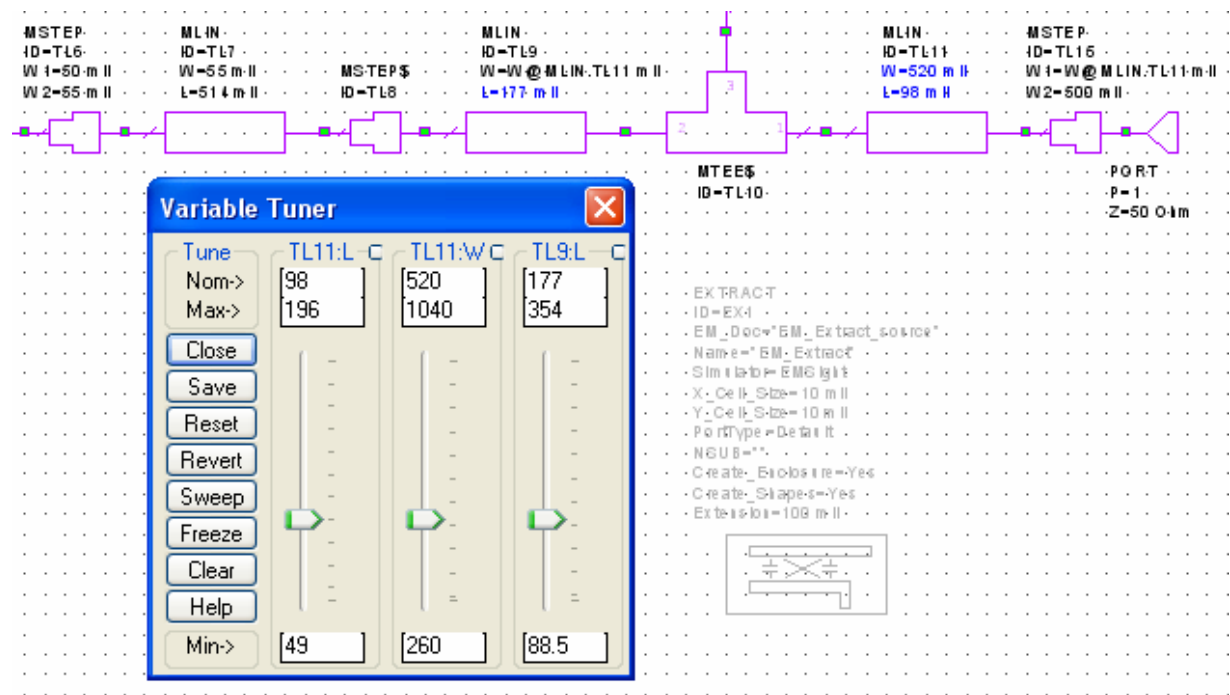 MSTEP
ID=TL6
W1=50 mil
W2=55 mil
MLIN
ID=TL7
W=55 mil
L=514 mil
MSTEP$
ID=TL8
MLIN
ID=TL9
W=W@MLIN.TL11 mil
L=177 mil
MLIN
ID=TL11
W=520 mil
L=98 mil
MSTEP
ID=TL15
W1=W@MLIN.TL11 mil
W2=500 mil
3
2
1
MTEE$
ID=TL10
PORT
P=1
Z=50 Ohm
Variable Tuner
Tune TL11:L TL11:W TL9:L
Nom-> 98 520 177
Max-> 196 1040 354
Close
Save
Reset
Revert
Sweep
Freeze
Clear
Help
Min-> 49 260 88.5
EXTRACT
ID=EX1
EM_Doc="EM_Extract_source"
Name="EM_Extract"
Simulator=EMSight
X_Cell_Size=10 mil
Y_Cell_Size=10 mil
PortType=Default
NSUB=""
Create_Enclosure=Yes
Create_Shapes=Yes
Extension=100 mil